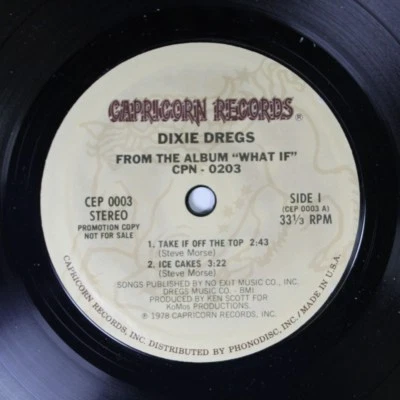 CAPRICORN RECORDS®
DIXIE DREGS
FROM THE ALBUM "WHAT IF"
CPN - 0203
CEP 0003
STEREO
PROMOTION COPY
NOT FOR SALE
SIDE I
(CEP 0003 A)
33⅓ RPM
1. TAKE IF OFF THE TOP 2:43
(Steve Morse)
2. ICE CAKES 3:22
(Steve Morse)
SONGS PUBLISHED BY NO EXIT MUSIC CO., INC.
DREGS MUSIC CO. - BMI
PRODUCED BY KEN SCOTT FOR
KoMos PRODUCTIONS.
℗ 1978 CAPRICORN RECORDS, INC.
CAPRICORN RECORDS, INC. DISTRIBUTED BY PHONODISC, INC./MADE IN U.S.A.